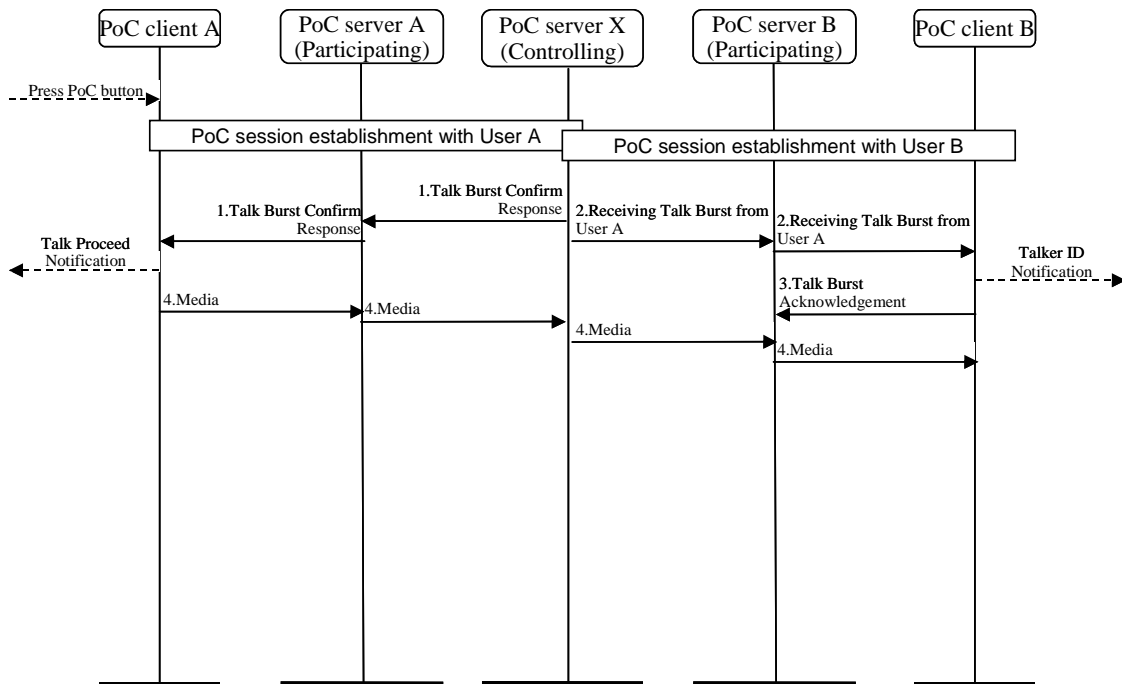 PoC client A
PoC server A
(Participating)
PoC server X
(Controlling)
PoC server B
(Participating)
PoC client B
Press PoC button
PoC session establishment with User A
PoC session establishment with User B
1.Talk Burst Confirm
Response
1.Talk Burst Confirm
Response
2.Receiving Talk Burst from
User A
2.Receiving Talk Burst from
User A
Talk Proceed
Notification
Talker ID
Notification
3.Talk Burst
Acknowledgement
4.Media
4.Media
4.Media
4.Media